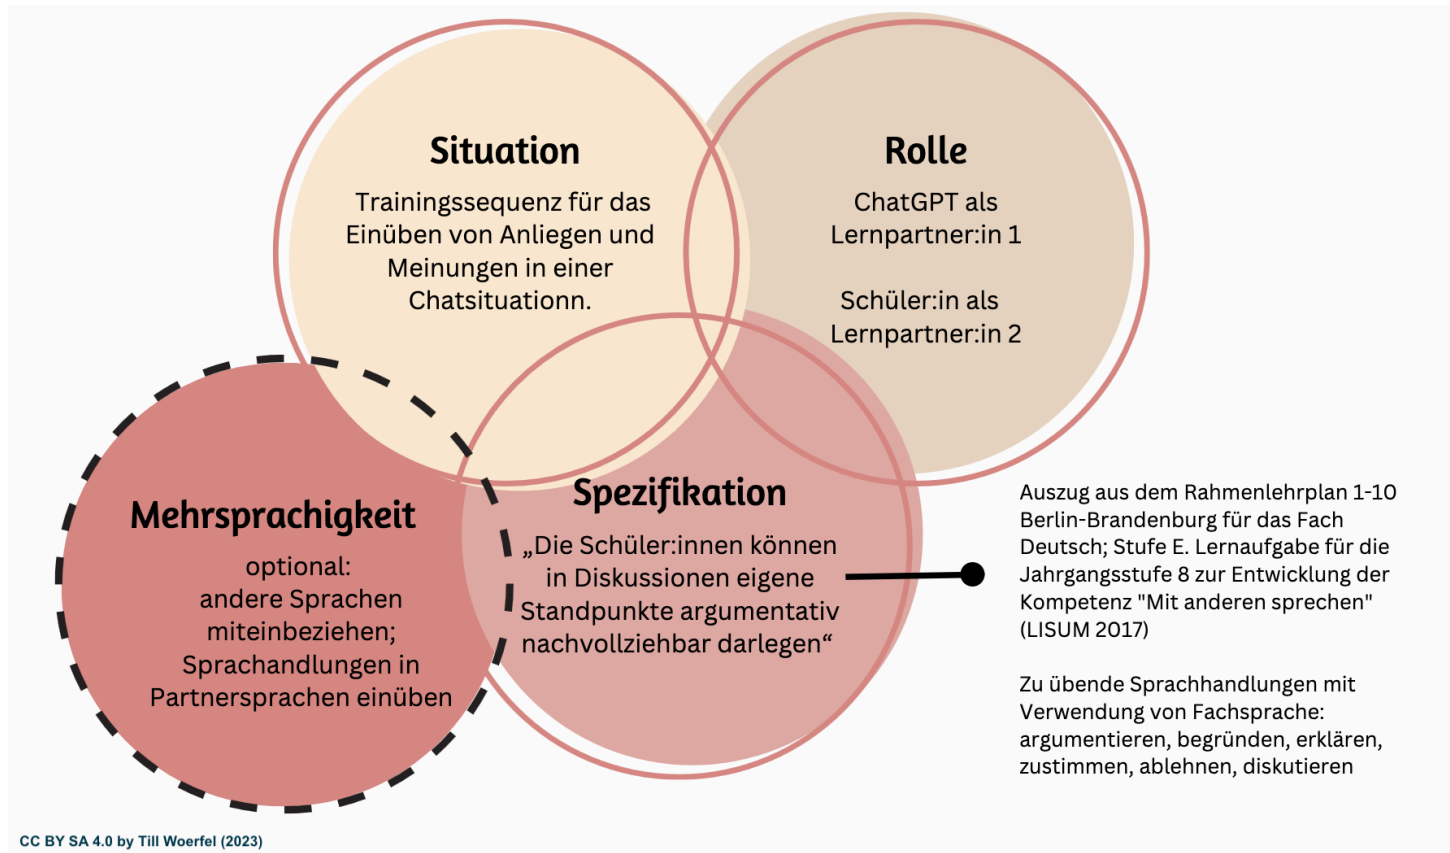 Situation
Trainingssequenz für das
Einüben von Anliegen und
Meinungen in einer
Chatsituationn.
Rolle
ChatGPT als
Lernpartner:in 1
Schüler:in als
Lernpartner:in 2
Mehrsprachigkeit
optional:
andere Sprachen
miteinbeziehen;
Sprachandlungen in
Partnersprachen einüben
Spezifikation
„Die Schüler:innen können
in Diskussionen eigene
Standpunkte argumentativ
nachvollziehbar darlegen“
Auszug aus dem Rahmenlehrplan 1-10
Berlin-Brandenburg für das Fach
Deutsch; Stufe E. Lernaufgabe für die
Jahrgangsstufe 8 zur Entwicklung der
Kompetenz "Mit anderen sprechen"
(LISUM 2017)
Zu übende Sprachhandlungen mit
Verwendung von Fachsprache:
argumentieren, begründen, erklären,
zustimmen, ablehnen, diskutieren
CC BY SA 4.0 by Till Woerfel (2023)